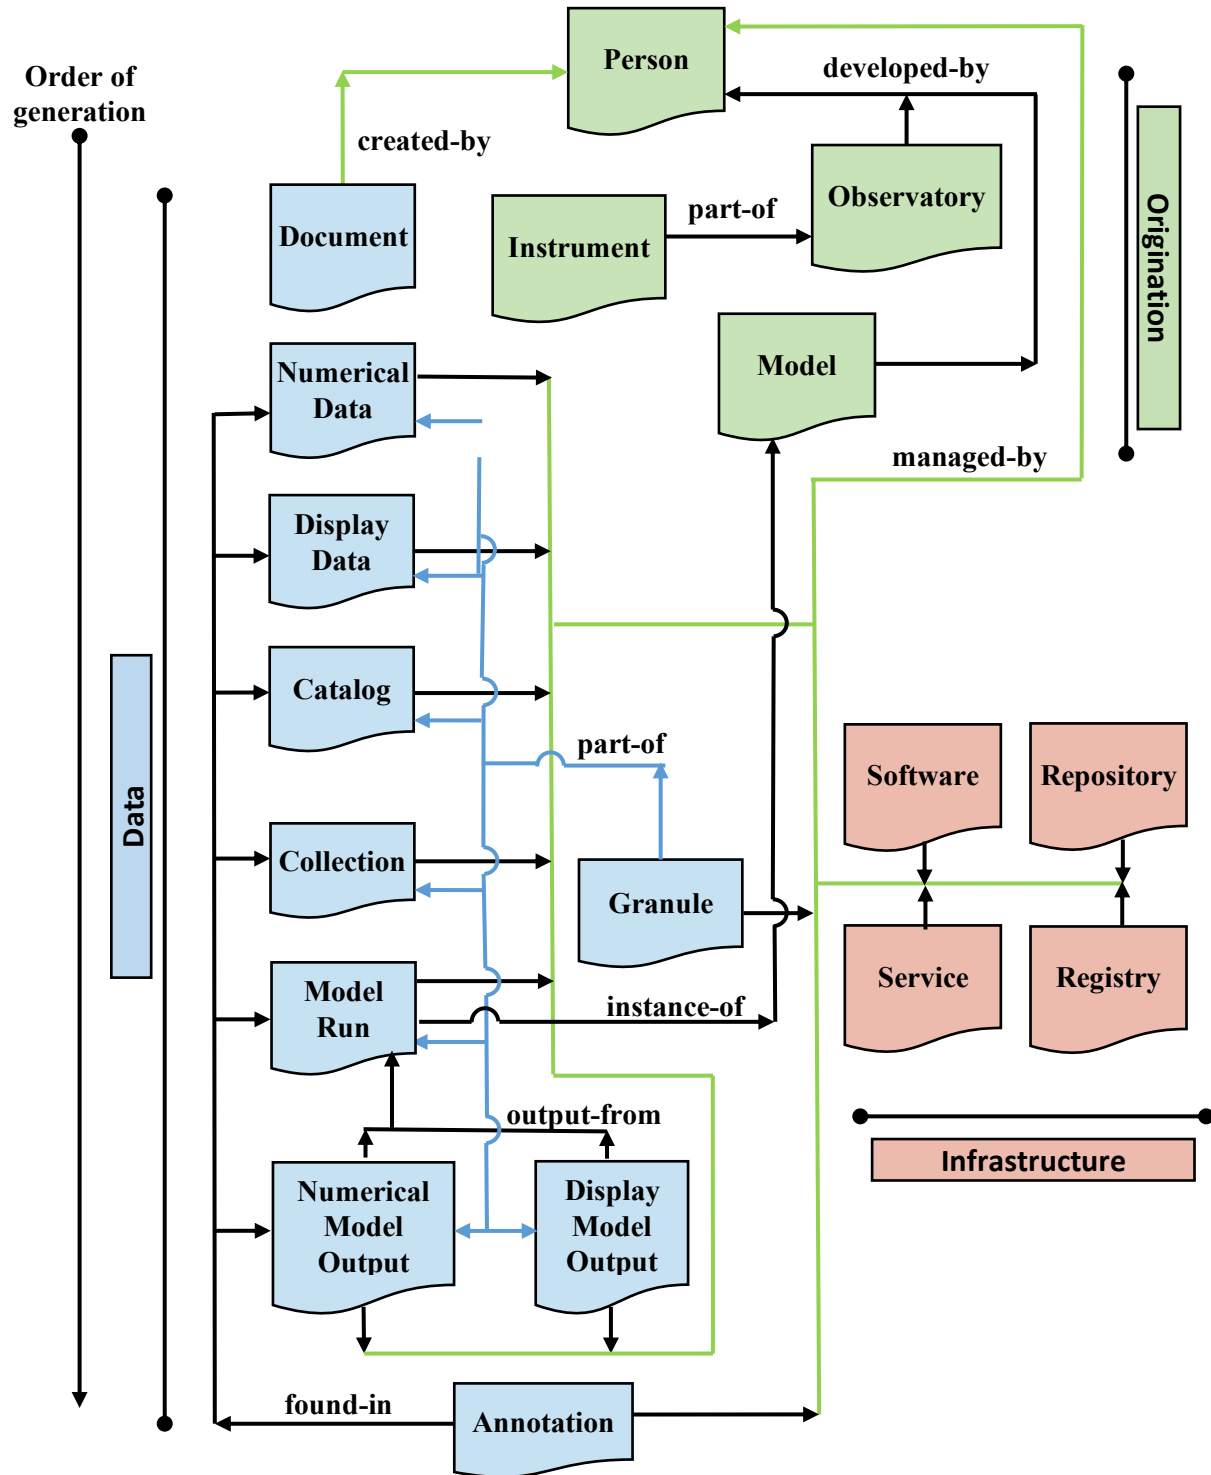 Order of
generation
Person
developed-by
created-by
Document
Instrument
part-of
Observatory
Origination
Numerical
Data
Model
managed-by
Display
Data
Catalog
part-of
Data
Software
Repository
Collection
Granule
Service
Registry
Model
Run
instance-of
output-from
Infrastructure
Numerical
Model
Output
Display
Model
Output
found-in
Annotation